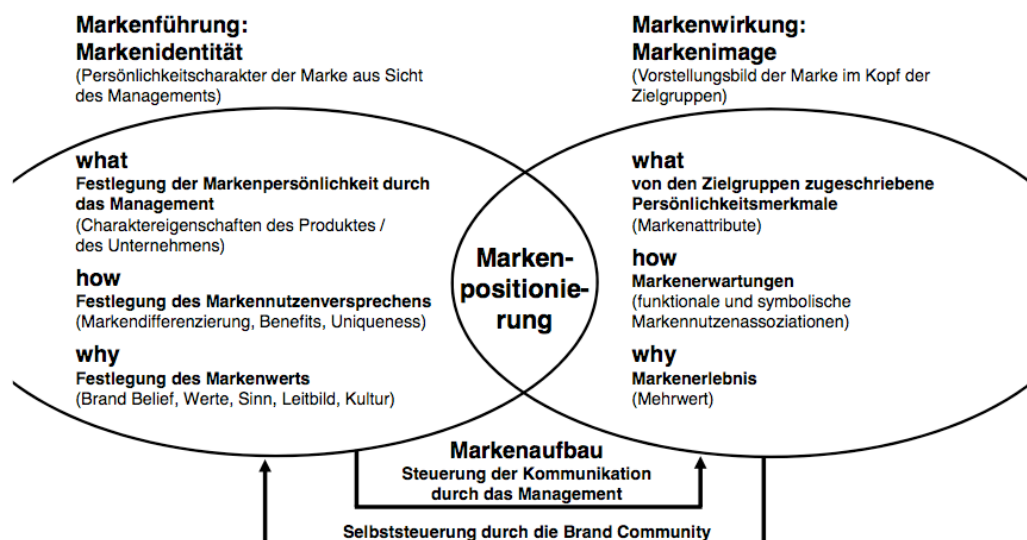 Markenführung:
Markenidentität
(Persönlichkeitscharakter der Marke aus Sicht
des Managements)
what
Festlegung der Markenpersönlichkeit durch
das Management
(Charaktereigenschaften des Produktes /
des Unternehmens)
how
Festlegung des Markennutzenversprechens
(Markendifferenzierung, Benefits, Uniqueness)
why
Festlegung des Markenwerts
(Brand Belief, Werte, Sinn, Leitbild, Kultur)
Marken-
positionie-
rung
Markenwirkung:
Markenimage
(Vorstellungsbild der Marke im Kopf der
Zielgruppen)
what
von den Zielgruppen zugeschriebene
Persönlichkeitsmerkmale
(Markenattribute)
how
Markenerwartungen
(funktionale und symbolische
Markennutzenassoziationen)
why
Markenerlebnis
(Mehrwert)
Markenaufbau
Steuerung der Kommunikation
durch das Management
Selbststeuerung durch die Brand Community